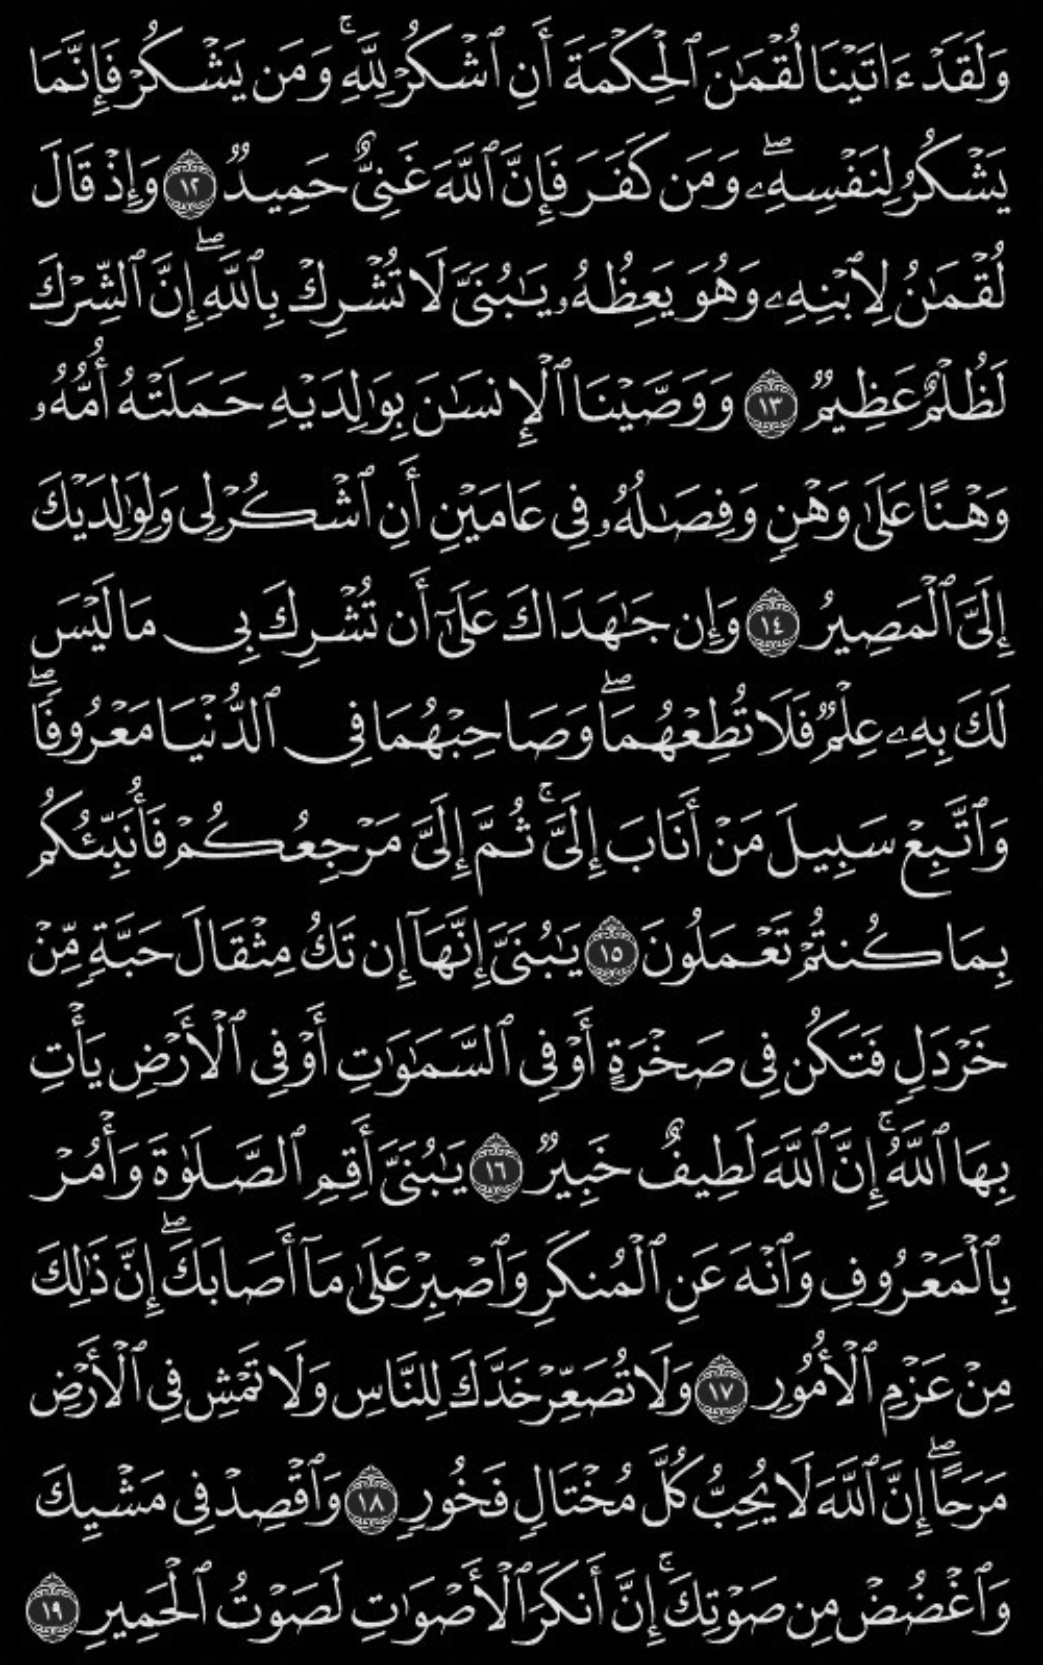 وَلَقَدْ ءَاتَيْنَا لُقْمَٰنَ ٱلْحِكْمَةَ أَنِ ٱشْكُرْ لِلَّهِ ۚ وَمَن يَشْكُرْ فَإِنَّمَا
يَشْكُرُ لِنَفْسِهِۦ ۖ وَمَن كَفَرَ فَإِنَّ ٱللَّهَ غَنِىٌّ حَمِيدٌ ١٢ وَإِذْ قَالَ
لُقْمَٰنُ لِٱبْنِهِۦ وَهُوَ يَعِظُهُۥ يَٰبُنَىَّ لَا تُشْرِكْ بِٱللَّهِ ۖ إِنَّ ٱلشِّرْكَ
لَظُلْمٌ عَظِيمٌ ١٣ وَوَصَّيْنَا ٱلْإِنسَٰنَ بِوَٰلِدَيْهِ حَمَلَتْهُ أُمُّهُۥ
وَهْنًا عَلَىٰ وَهْنٍ وَفِصَٰلُهُۥ فِى عَامَيْنِ أَنِ ٱشْكُرْ لِى وَلِوَٰلِدَيْكَ
إِلَىَّ ٱلْمَصِيرُ ١٤ وَإِن جَٰهَدَاكَ عَلَىٰٓ أَن تُشْرِكَ بِى مَا لَيْسَ
لَكَ بِهِۦ عِلْمٌ فَلَا تُطِعْهُمَا ۖ وَصَاحِبْهُمَا فِى ٱلدُّنْيَا مَعْرُوفًا ۖ
وَٱتَّبِعْ سَبِيلَ مَنْ أَنَابَ إِلَىَّ ۚ ثُمَّ إِلَىَّ مَرْجِعُكُمْ فَأُنَبِّئُكُم
بِمَا كُنتُمْ تَعْمَلُونَ ١٥ يَٰبُنَىَّ إِنَّهَآ إِن تَكُ مِثْقَالَ حَبَّةٍ مِّنْ
خَرْدَلٍ فَتَكُن فِى صَخْرَةٍ أَوْ فِى ٱلسَّمَٰوَٰتِ أَوْ فِى ٱلْأَرْضِ يَأْتِ
بِهَا ٱللَّهُ ۚ إِنَّ ٱللَّهَ لَطِيفٌ خَبِيرٌ ١٦ يَٰبُنَىَّ أَقِمِ ٱلصَّلَوٰةَ وَأْمُرْ
بِٱلْمَعْرُوفِ وَٱنْهَ عَنِ ٱلْمُنكَرِ وَٱصْبِرْ عَلَىٰ مَآ أَصَابَكَ ۖ إِنَّ ذَٰلِكَ
مِنْ عَزْمِ ٱلْأُمُورِ ١٧ وَلَا تُصَعِّرْ خَدَّكَ لِلنَّاسِ وَلَا تَمْشِ فِى ٱلْأَرْضِ
مَرَحًا ۖ إِنَّ ٱللَّهَ لَا يُحِبُّ كُلَّ مُخْتَالٍ فَخُورٍ ١٨ وَٱقْصِدْ فِى مَشْيِكَ
وَٱغْضُضْ مِن صَوْتِكَ ۚ إِنَّ أَنكَرَ ٱلْأَصْوَٰتِ لَصَوْتُ ٱلْحَمِيرِ ١٩